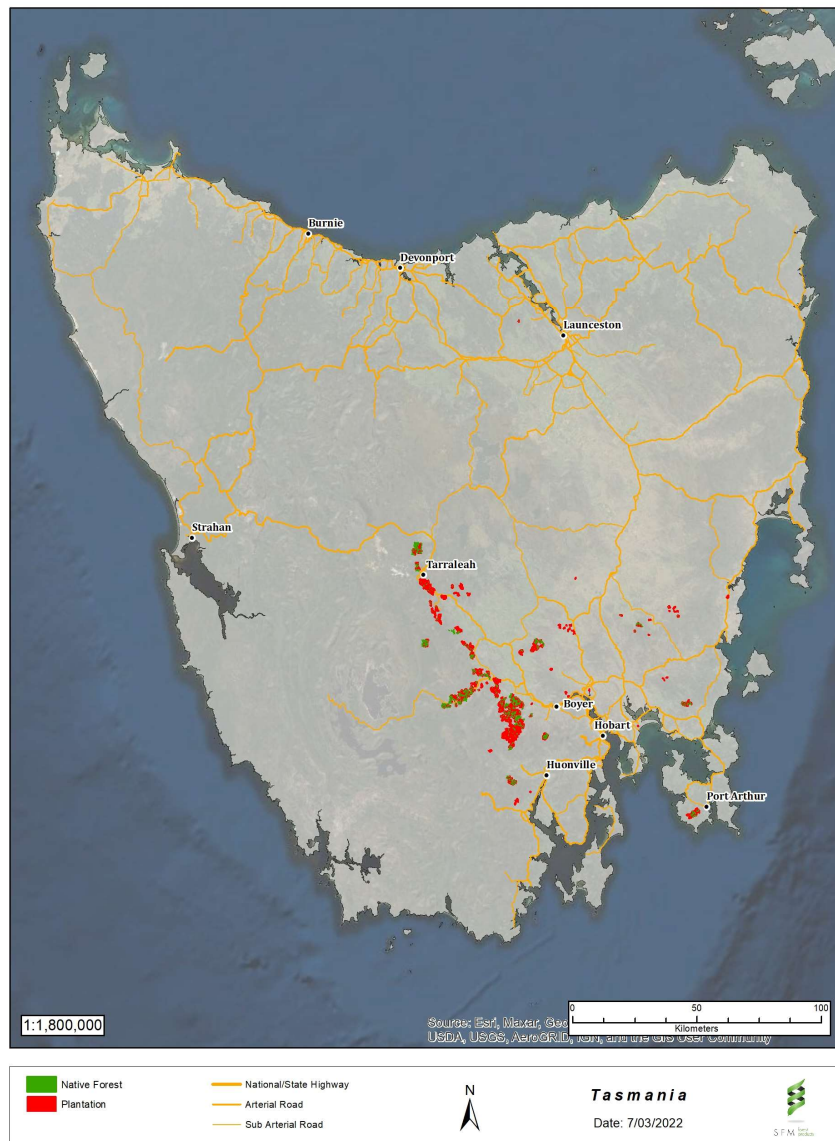 Burnie
Devonport
Launceston
Strahan
Tarraleah
Boyer
Hobart
Huonville
Port Arthur
1:1,800,000
Source: Esri, Maxar,
USDA, USGS, AeroGRID, IGN, and the GIS User Community
0 50 100
Kilometers
Native Forest
Plantation
National/State Highway
Arterial Road
Sub Arterial Road
N
Tasmania
Date: 7/03/2022
SFM